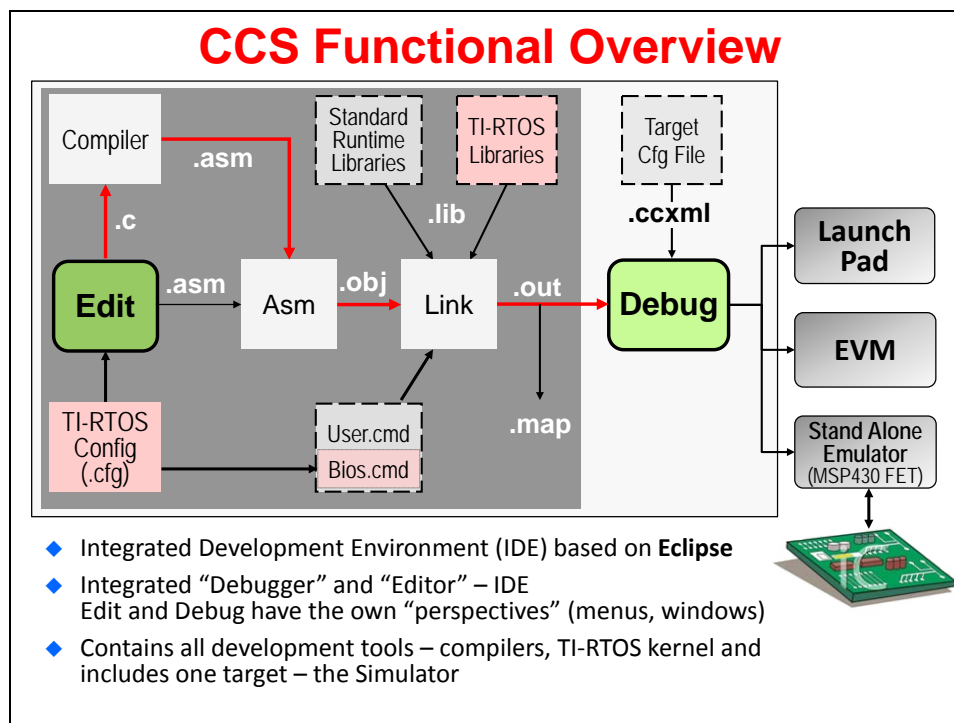 CCS Functional Overview
Compiler
.asm
Standard
Runtime
Libraries
TI-RTOS
Libraries
Target
Cfg File
.c
.lib
.ccxml
Launch
Pad
Edit
.asm
Asm
.obj
Link
.out
Debug
EVM
TI-RTOS
Config
(.cfg)
User.cmd
Bios.cmd
.map
Stand Alone
Emulator
(MSP430 FET)
Integrated Development Environment (IDE) based on Eclipse
Integrated “Debugger” and “Editor” – IDE
Edit and Debug have the own “perspectives” (menus, windows)
Contains all development tools – compilers, TI-RTOS kernel and
includes one target – the Simulator